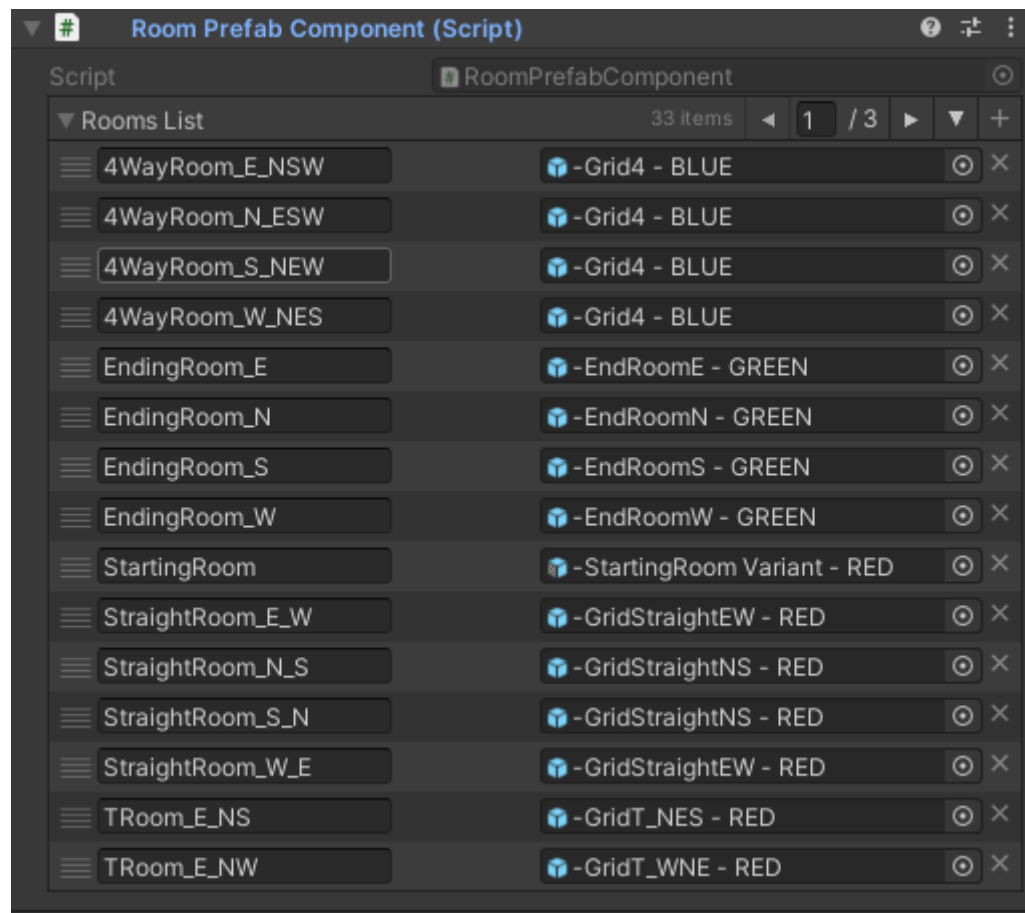 Room Prefab Component (Script)
Script RoomPrefabComponent
Rooms List 33 items 1 / 3
4WayRoom_E_NSW -Grid4 - BLUE
4WayRoom_N_ESW -Grid4 - BLUE
4WayRoom_S_NEW -Grid4 - BLUE
4WayRoom_W_NES -Grid4 - BLUE
EndingRoom_E -EndRoomE - GREEN
EndingRoom_N -EndRoomN - GREEN
EndingRoom_S -EndRoomS - GREEN
EndingRoom_W -EndRoomW - GREEN
StartingRoom -StartingRoom Variant - RED
StraightRoom_E_W -GridStraightEW - RED
StraightRoom_N_S -GridStraightNS - RED
StraightRoom_S_N -GridStraightNS - RED
StraightRoom_W_E -GridStraightEW - RED
TRoom_E_NS -GridT_NES - RED
TRoom_E_NW -GridT_WNE - RED